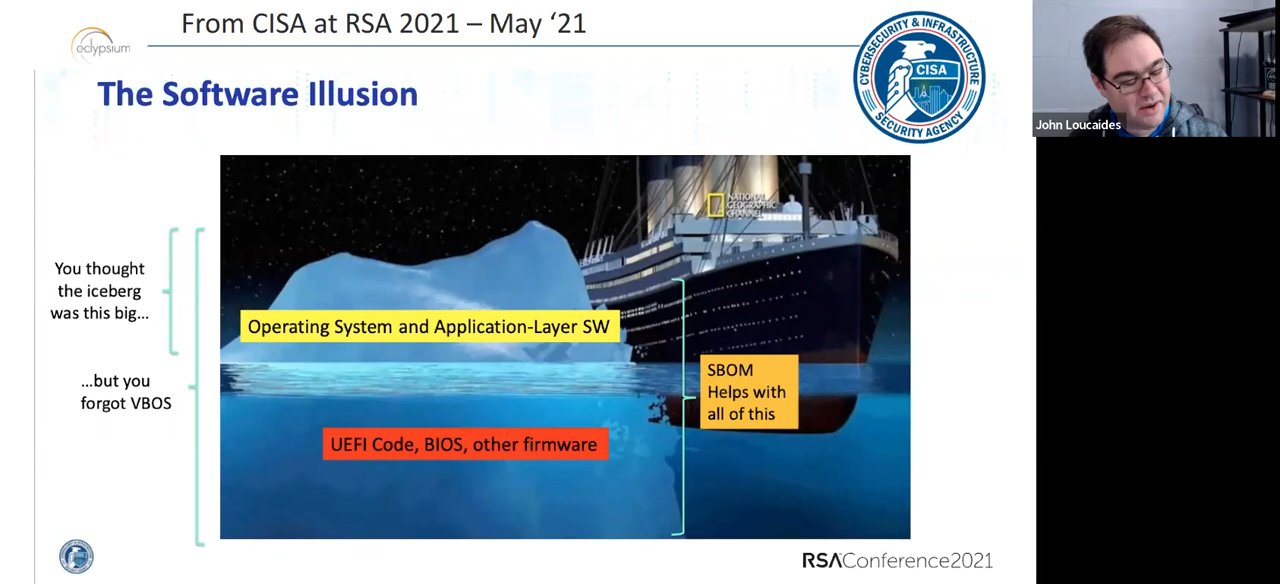 From CISA at RSA 2021 – May ‘21
eclypsium
The Software Illusion
CYBERSECURITY & INFRASTRUCTURE
CISA
SECURITY AGENCY
John Loucaides
NATIONAL
GEOGRAPHIC
CHANNEL
You thought
the iceberg
was this big...
Operating System and Application-Layer SW
...but you
forgot VBOS
SBOM
Helps with
all of this
UEFI Code, BIOS, other firmware
RSAConference2021